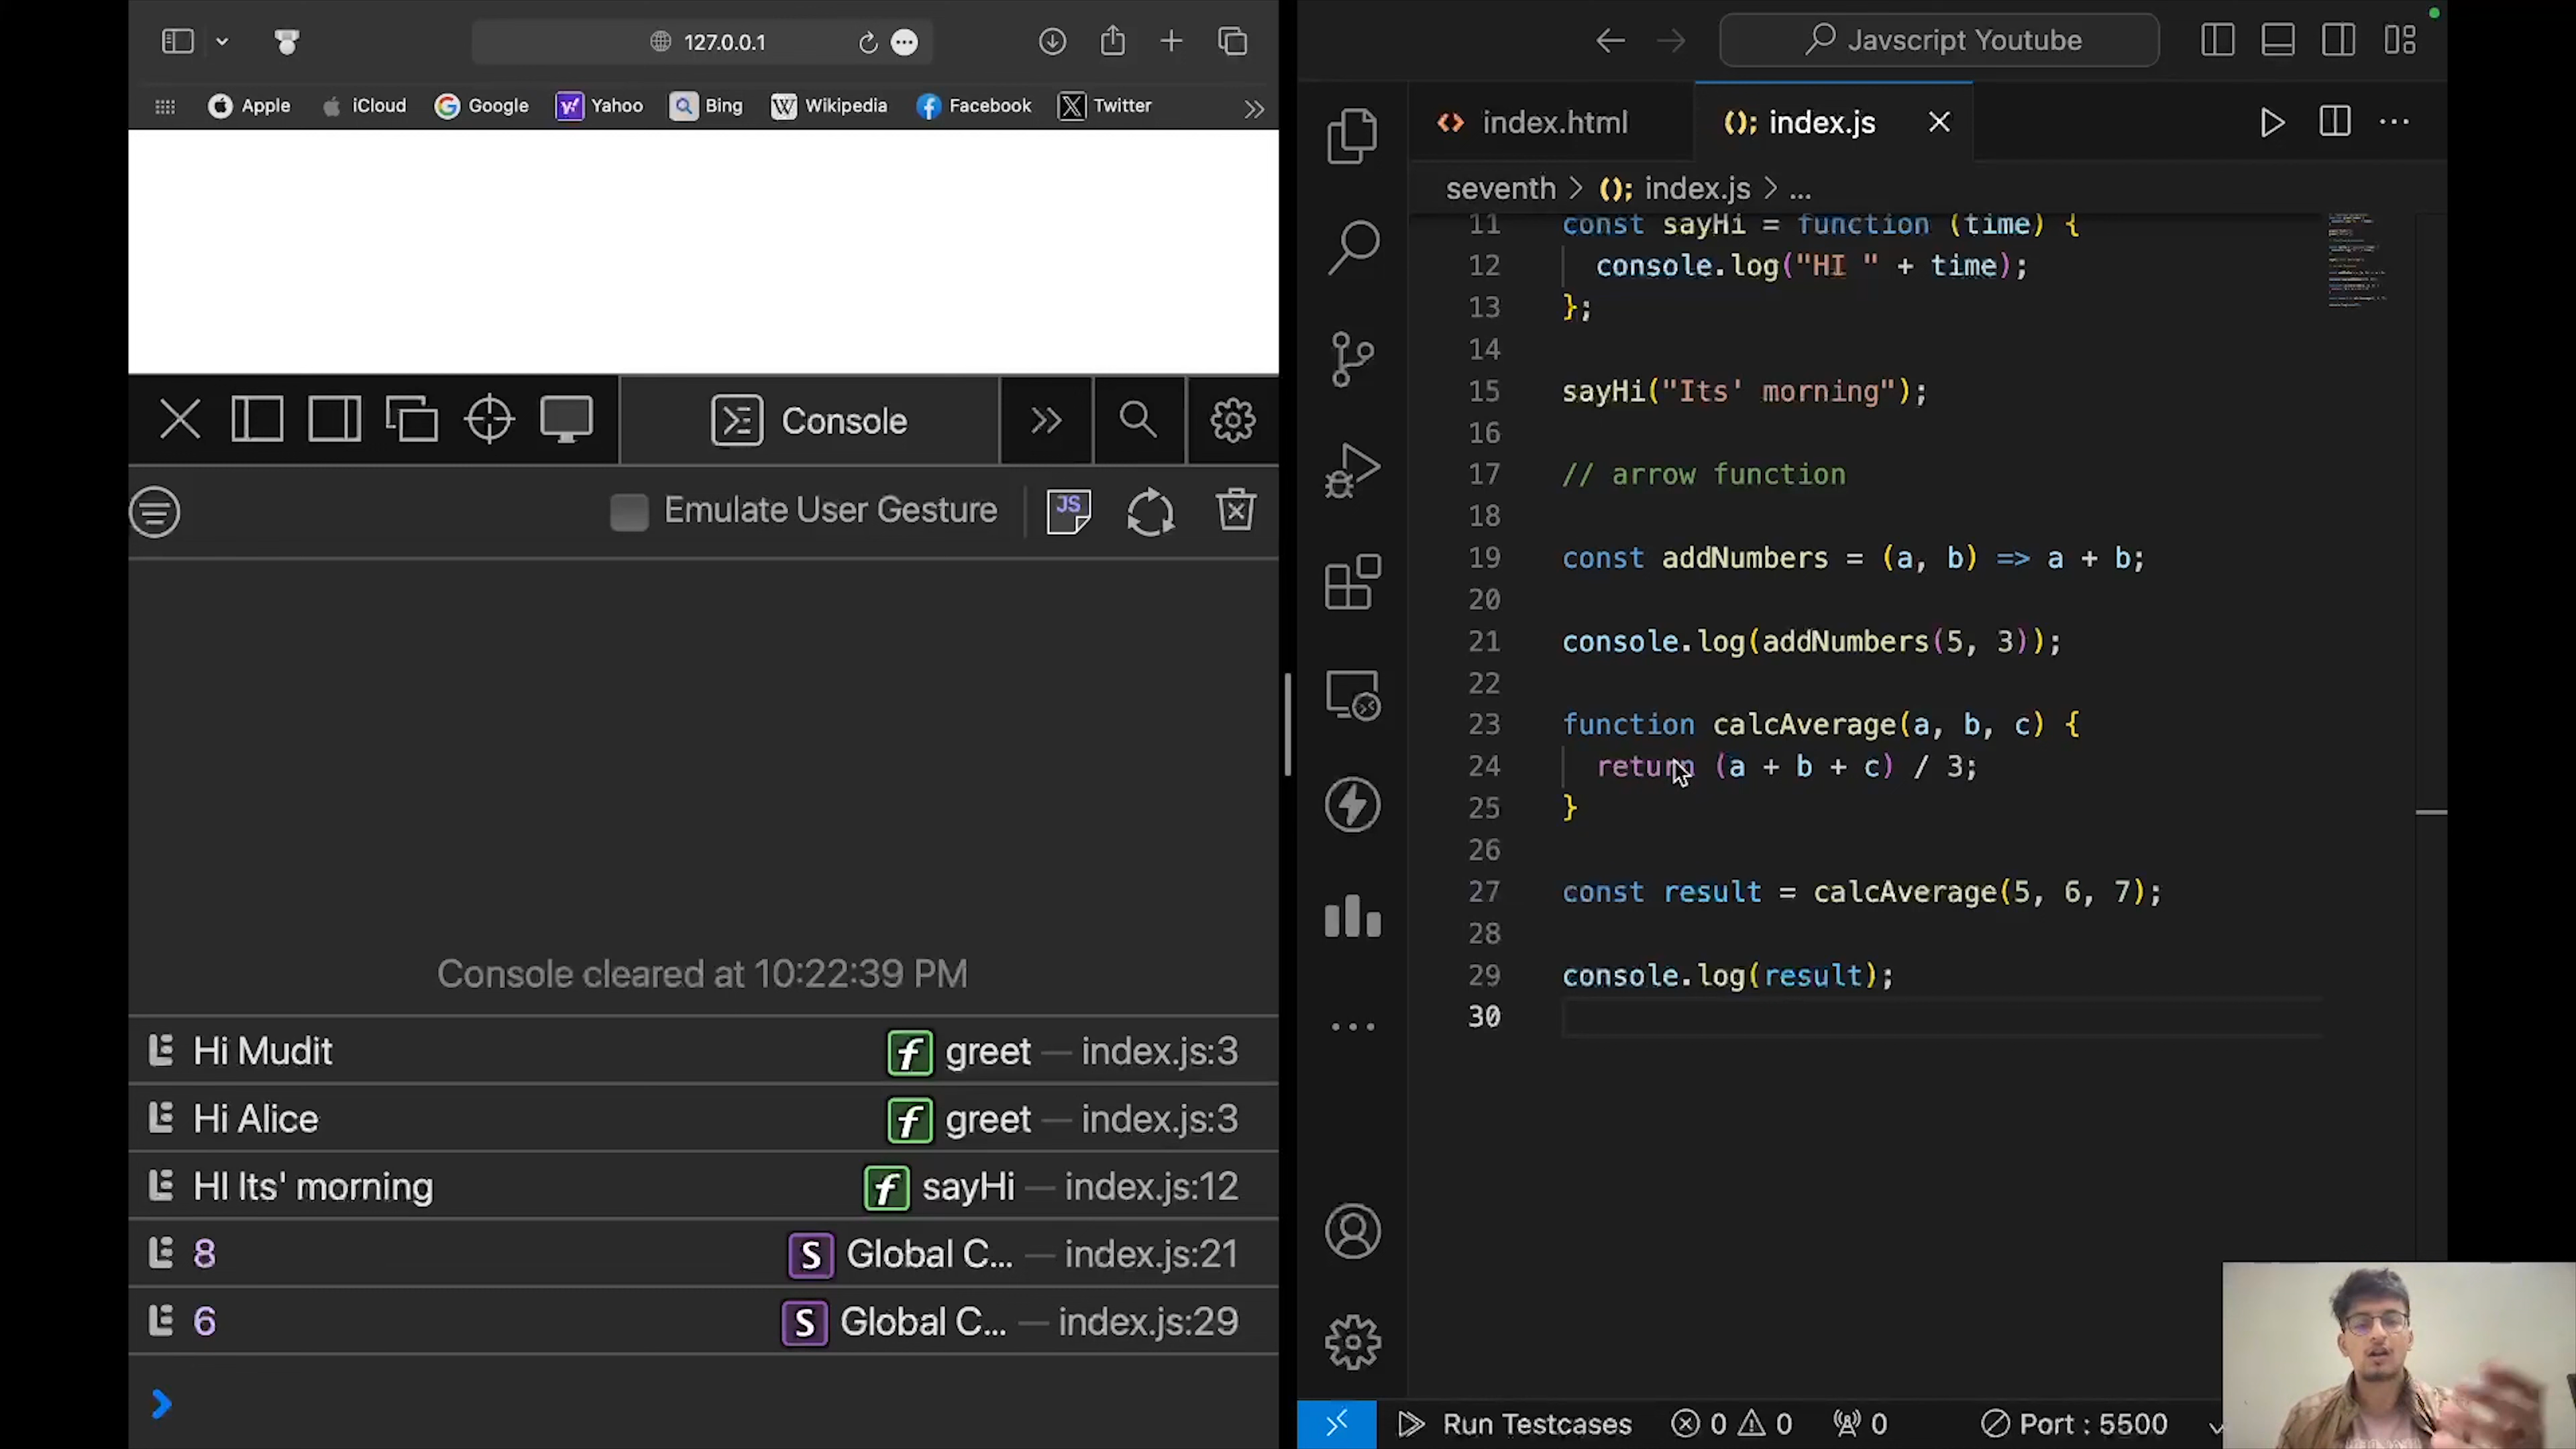 127.0.0.1
Apple iCloud Google Yahoo Bing Wikipedia Facebook Twitter
Console
Emulate User Gesture
Console cleared at 10:22:39 PM
Hi Mudit greet — index.js:3
Hi Alice greet — index.js:3
HI Its' morning sayHi — index.js:12
8 Global C... — index.js:21
6 Global C... — index.js:29
Javscript Youtube
index.html index.js
seventh > index.js > ...
11 const sayHi = function (time) {
12 console.log("HI " + time);
13 };
14
15 sayHi("Its' morning");
16
17 // arrow function
18
19 const addNumbers = (a, b) => a + b;
20
21 console.log(addNumbers(5, 3));
22
23 function calcAverage(a, b, c) {
24 return (a + b + c) / 3;
25 }
26
27 const result = calcAverage(5, 6, 7);
28
29 console.log(result);
30
Run Testcases 0 0 0 Port : 5500